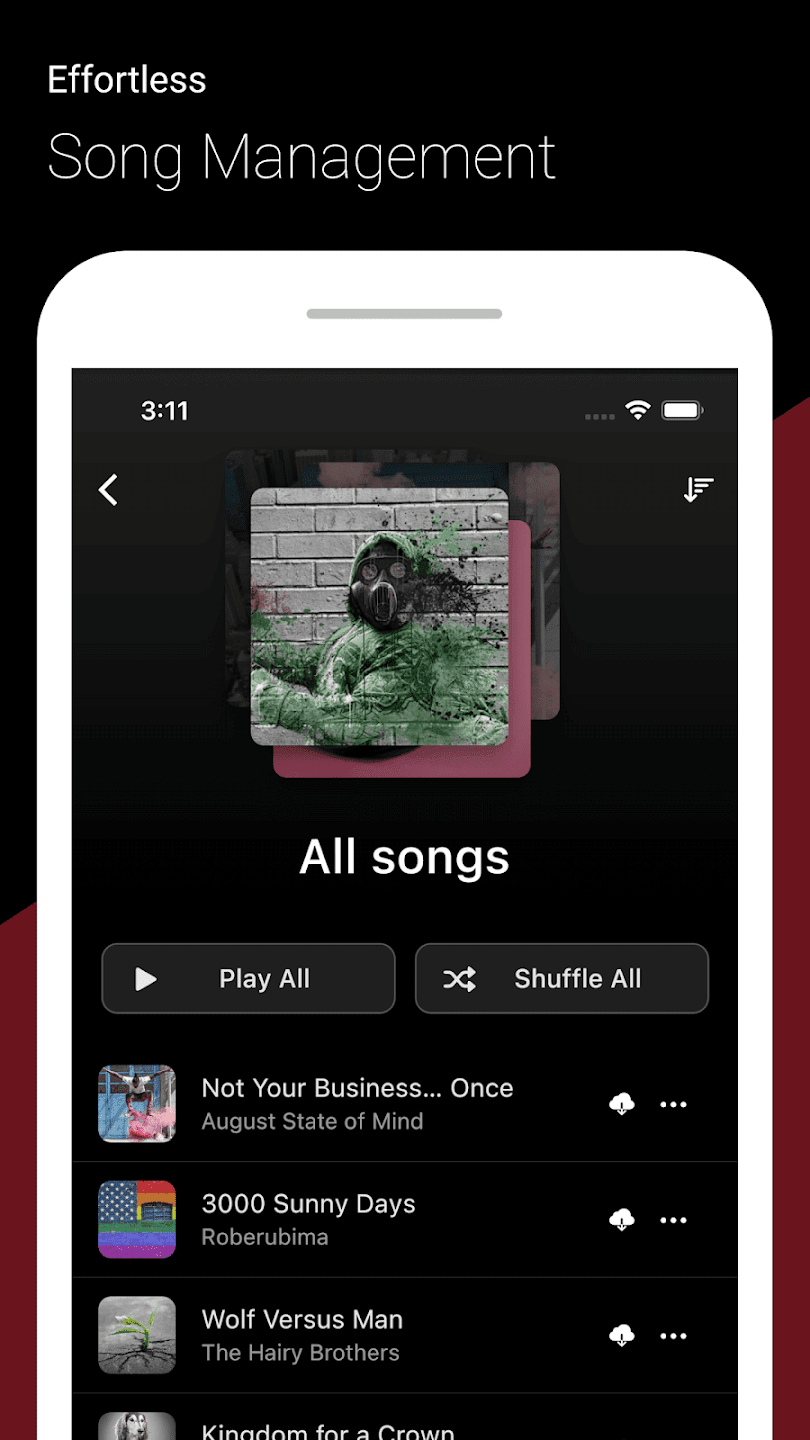 Effortless
Song Management
3:11
All songs
Play All
Shuffle All
Not Your Business... Once
August State of Mind
3000 Sunny Days
Roberubima
Wolf Versus Man
The Hairy Brothers
Kingdom for a Crown